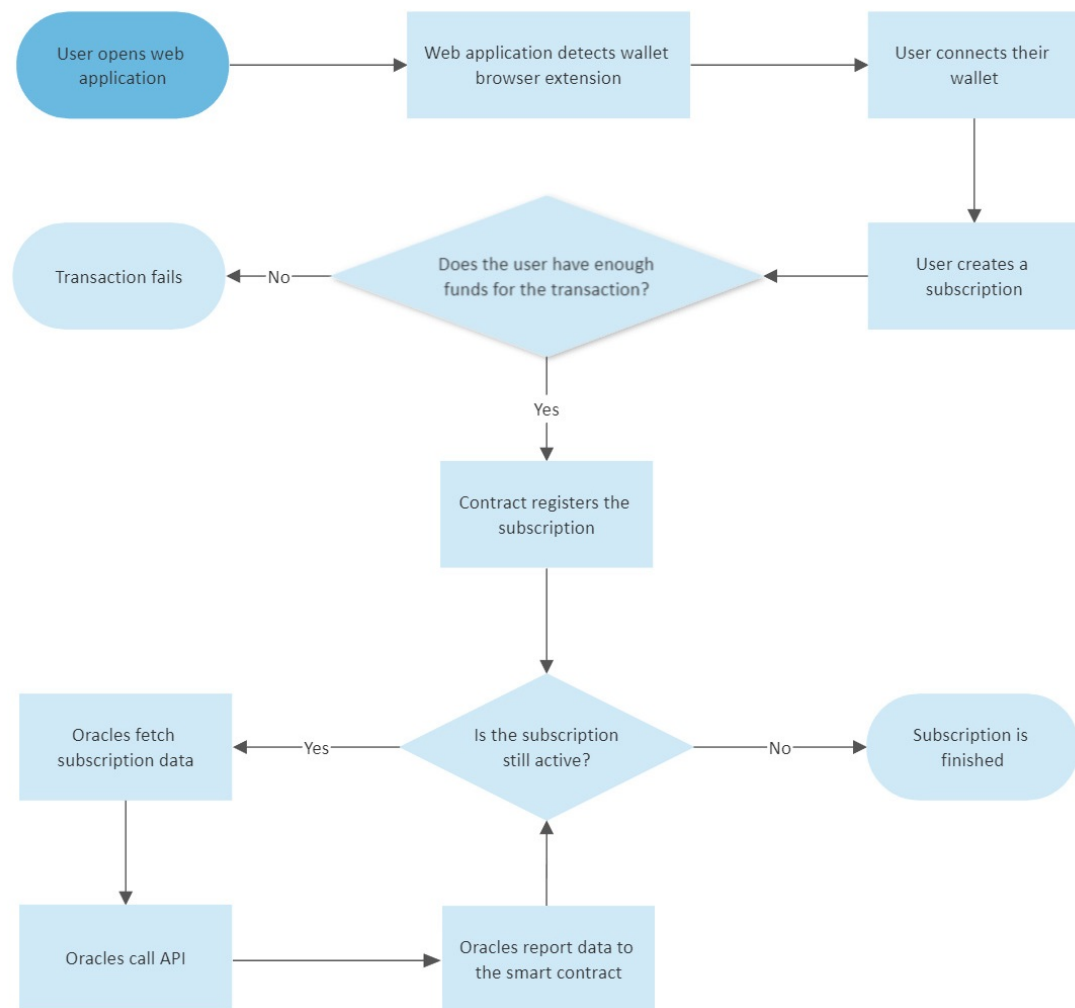 User opens web
application
Web application detects wallet
browser extension
User connects their
wallet
Transaction fails
No
Does the user have enough
funds for the transaction?
User creates a
subscription
Yes
Contract registers the
subscription
Oracles fetch
subscription data
Yes
Is the subscription
still active?
No
Subscription is
finished
Oracles call API
Oracles report data to
the smart contract